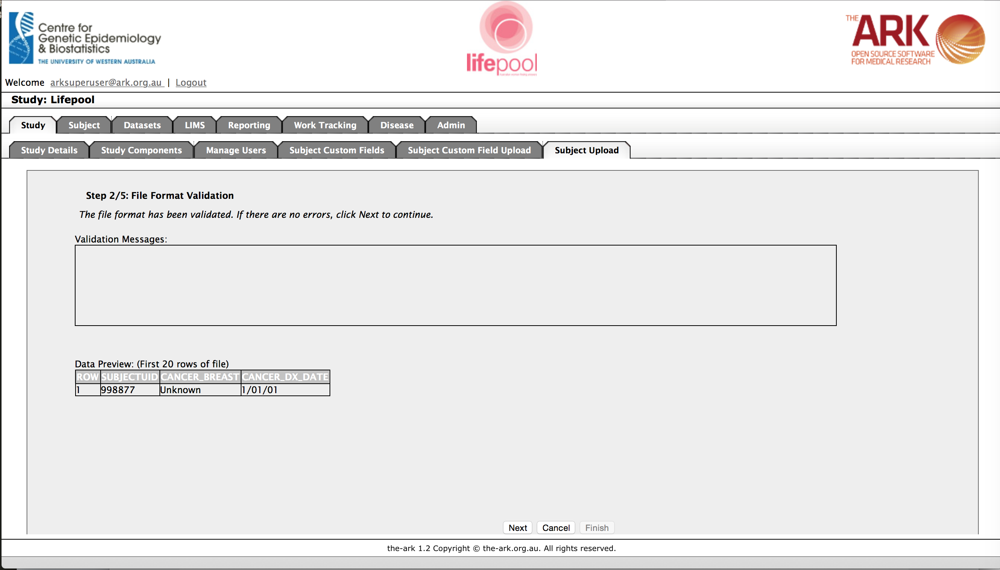 Centre for
Genetic Epidemiology
& Biostatistics
THE UNIVERSITY OF WESTERN AUSTRALIA
lifepool
THE ARK
OPEN SOURCE SOFTWARE
FOR MEDICAL RESEARCH
Welcome arksuperuser@ark.org.au | Logout
Study: Lifepool
Study Subject Datasets LIMS Reporting Work Tracking Disease Admin
Study Details Study Components Manage Users Subject Custom Fields Subject Custom Field Upload Subject Upload
Step 2/5: File Format Validation
The file format has been validated. If there are no errors, click Next to continue.
Validation Messages:
Data Preview: (First 20 rows of file)
ROW SUBJECTUID CANCER_BREAST CANCER_DX_DATE
1 998877 Unknown 1/01/01
Next Cancel Finish
the-ark 1.2 Copyright © the-ark.org.au. All rights reserved.